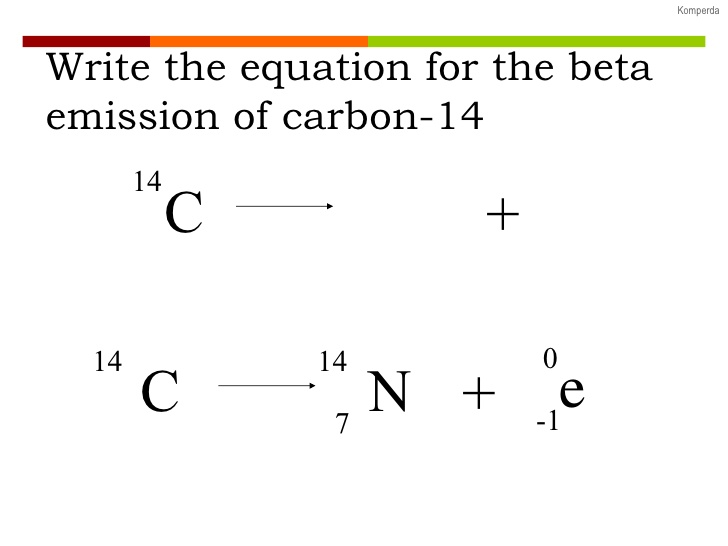 Komperda
Write the equation for the beta
emission of carbon-14
14
C → +
14 14 0
C → N + e
7 -1